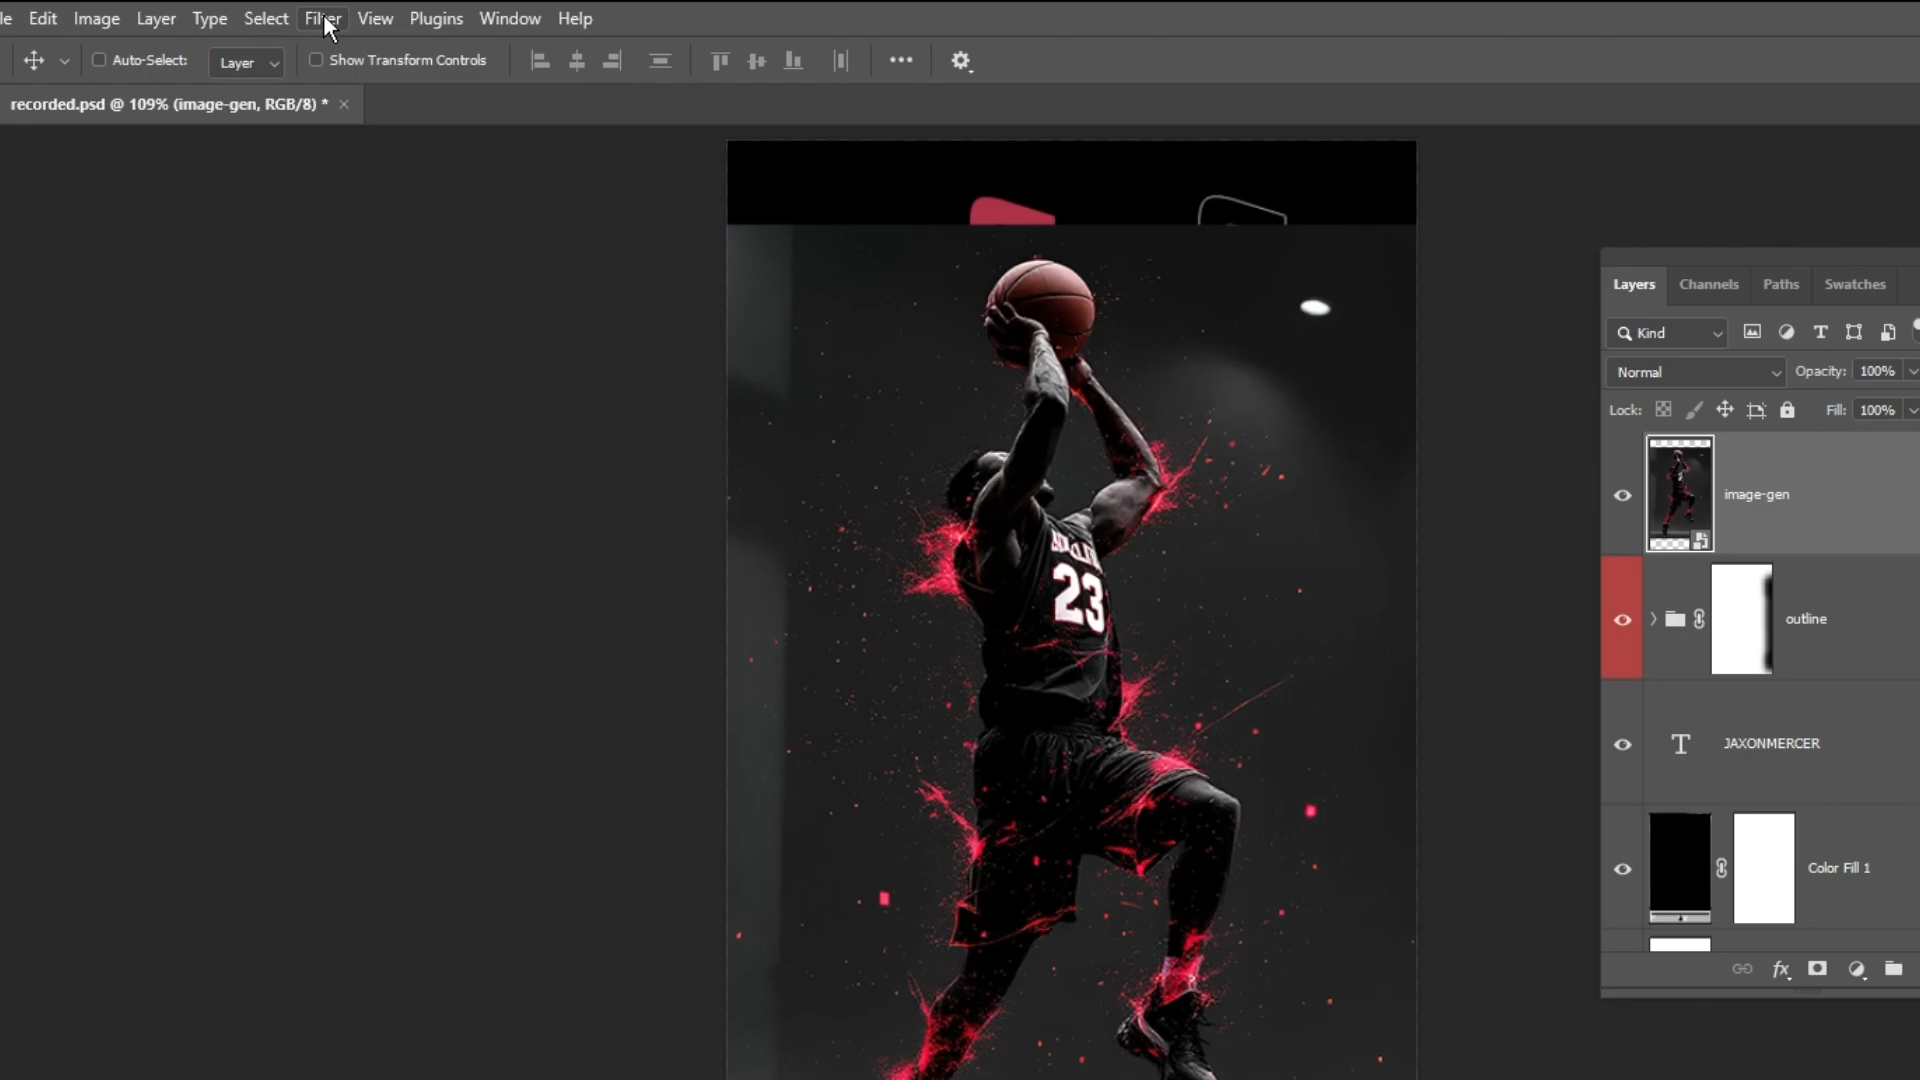 le Edit Image Layer Type Select Filter View Plugins Window Help
Auto-Select: Layer Show Transform Controls
recorded.psd @ 109% (image-gen, RGB/8) * ×
23
Layers Channels Paths Swatches
Kind
Normal Opacity: 100%
Lock: Fill: 100%
image-gen
outline
T JAXONMERCER
Color Fill 1
fx